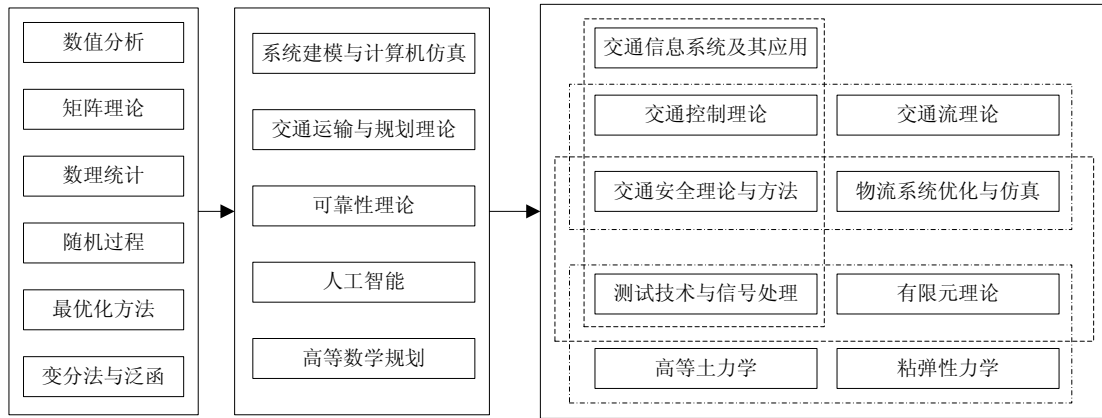 数值分析
矩阵理论
数理统计
随机过程
最优化方法
变分法与泛函
系统建模与计算机仿真
交通运输与规划理论
可靠性理论
人工智能
高等数学规划
交通信息系统及其应用
交通控制理论
交通流理论
交通安全理论与方法
物流系统优化与仿真
测试技术与信号处理
有限元理论
高等土力学
粘弹性力学